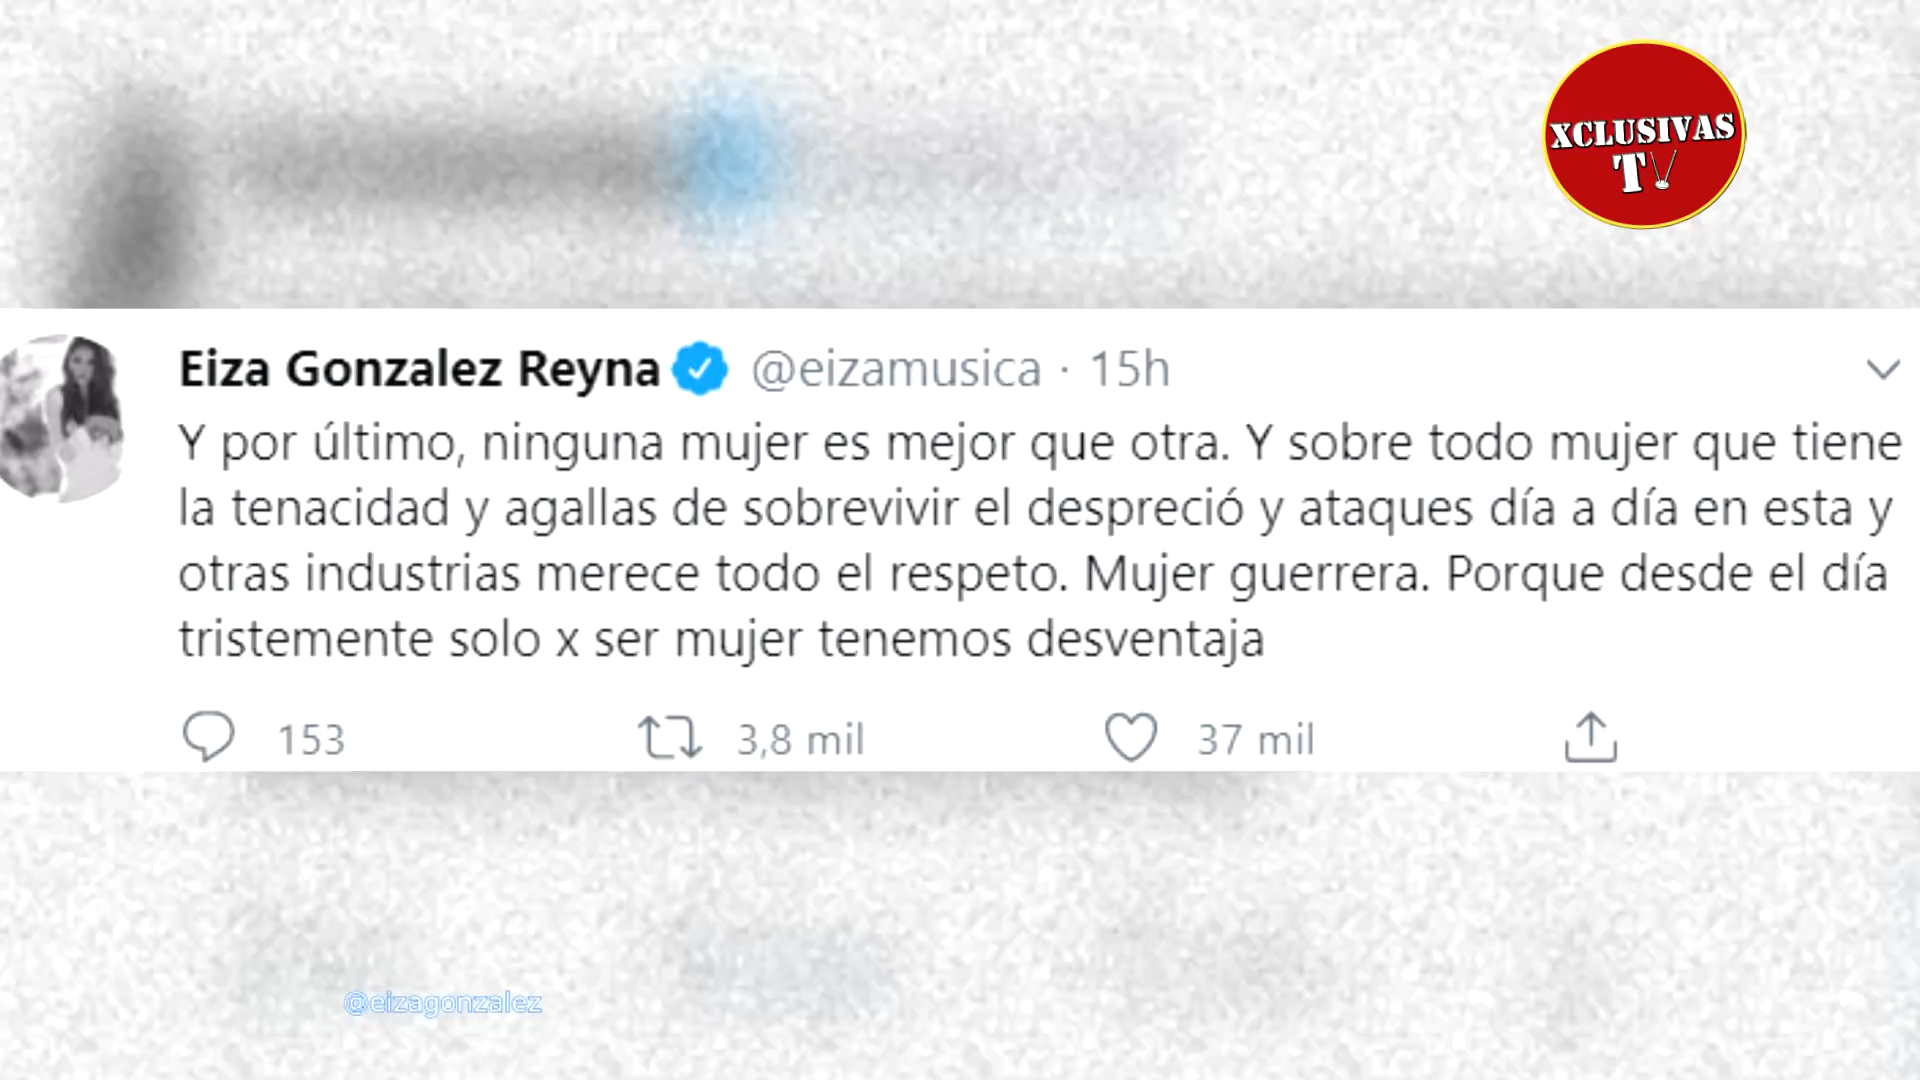 XCLUSIVAS
TV
Eiza Gonzalez Reyna @eizamusica · 15h
Y por último, ninguna mujer es mejor que otra. Y sobre todo mujer que tiene
la tenacidad y agallas de sobrevivir el despreció y ataques día a día en esta y
otras industrias merece todo el respeto. Mujer guerrera. Porque desde el día
tristemente solo x ser mujer tenemos desventaja
153 3,8 mil 37 mil
@eizagonzalez